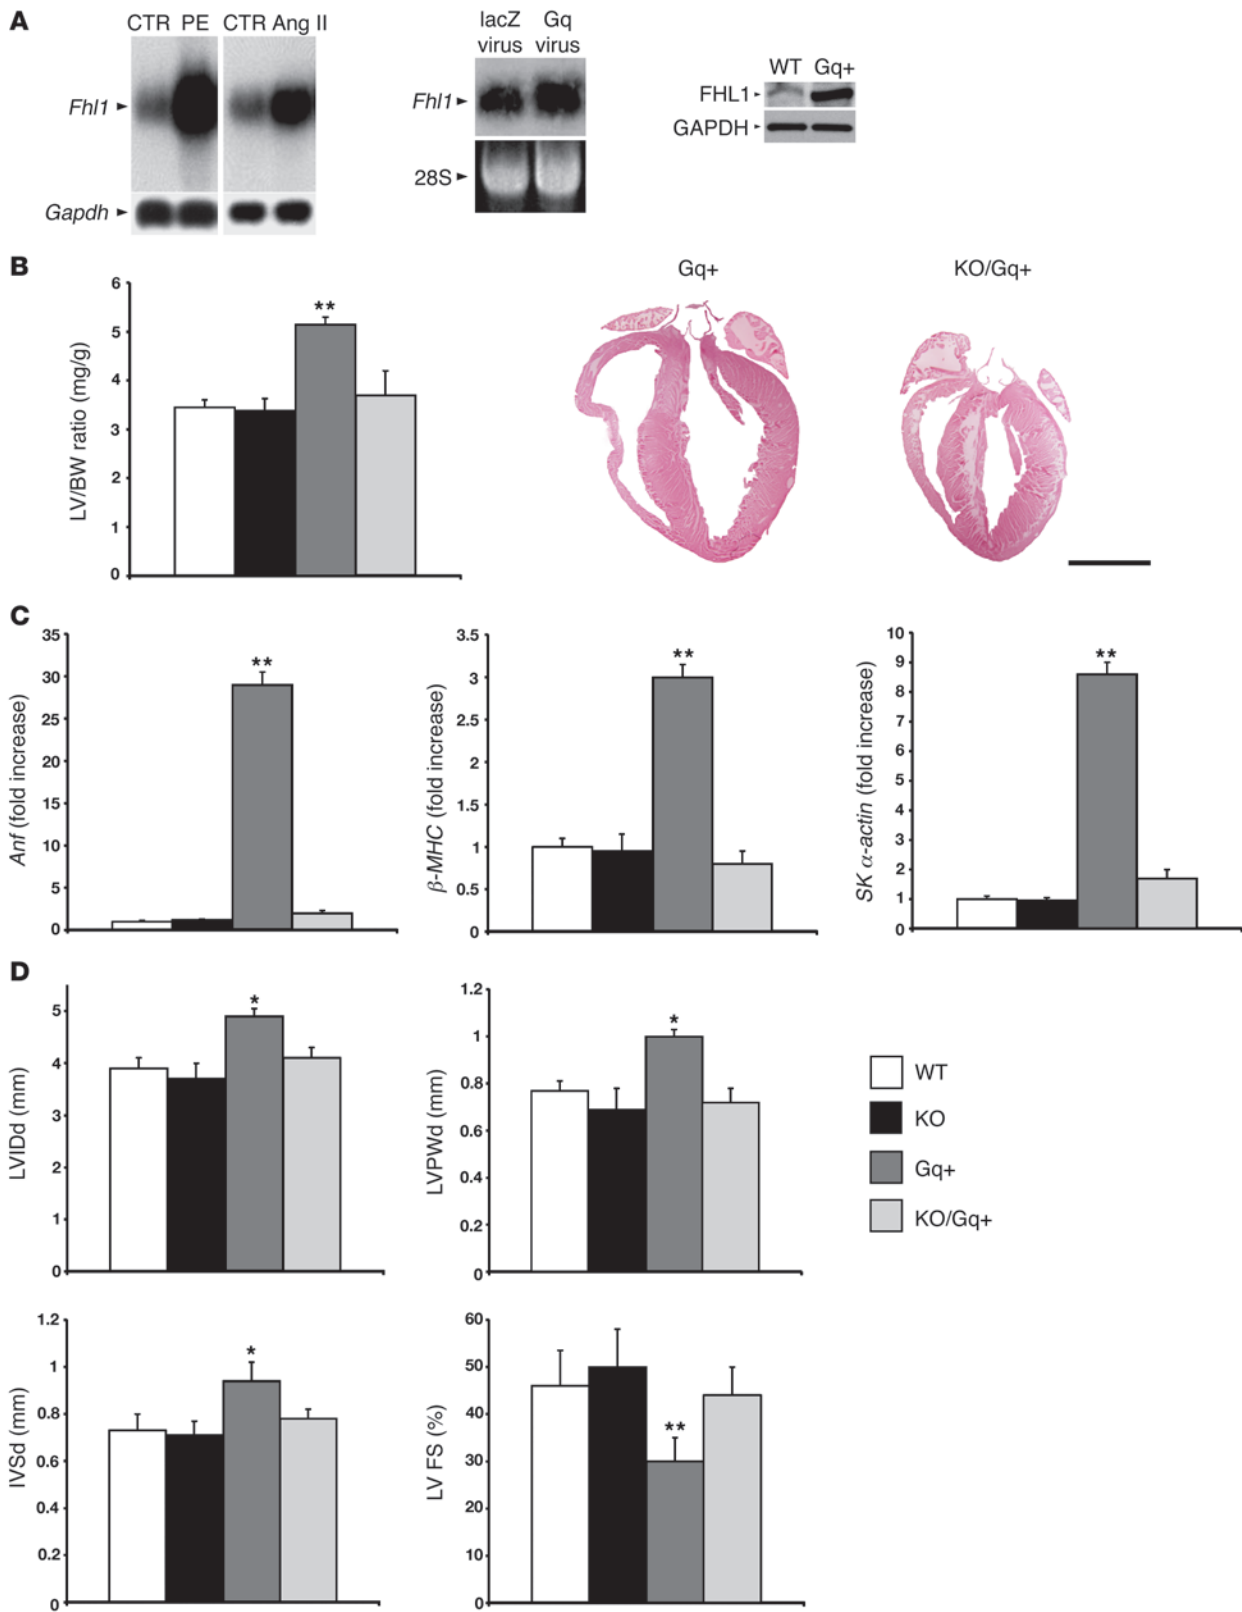 A
CTR PE CTR Ang II
Fhl1
Gapdh
lacZ virus Gq virus
Fhl1
28S
WT Gq+
FHL1
GAPDH
B
LV/BW ratio (mg/g)
6
5
4
3
2
1
0
**
Gq+
KO/Gq+
C
Anf (fold increase)
35
30
25
20
15
10
5
0
**
β-MHC (fold increase)
3.5
3
2.5
2
1.5
1
0.5
0
**
SK α-actin (fold increase)
10
9
8
7
6
5
4
3
2
1
0
**
D
LVIDd (mm)
5
4
3
2
1
0
*
LVPWd (mm)
1.2
1
0.8
0.6
0.4
0.2
0
*
WT
KO
Gq+
KO/Gq+
IVSd (mm)
1.2
1
0.8
0.6
0.4
0.2
0
*
LV FS (%)
60
50
40
30
20
10
0
**